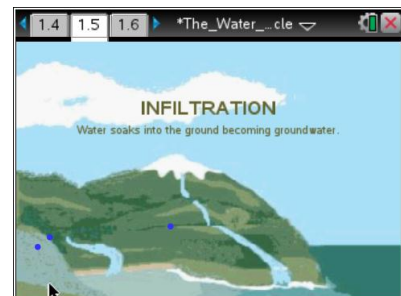 1.4 1.5 1.6 *The_Water_...cle
INFILTRATION
Water soaks into the ground becoming groundwater.